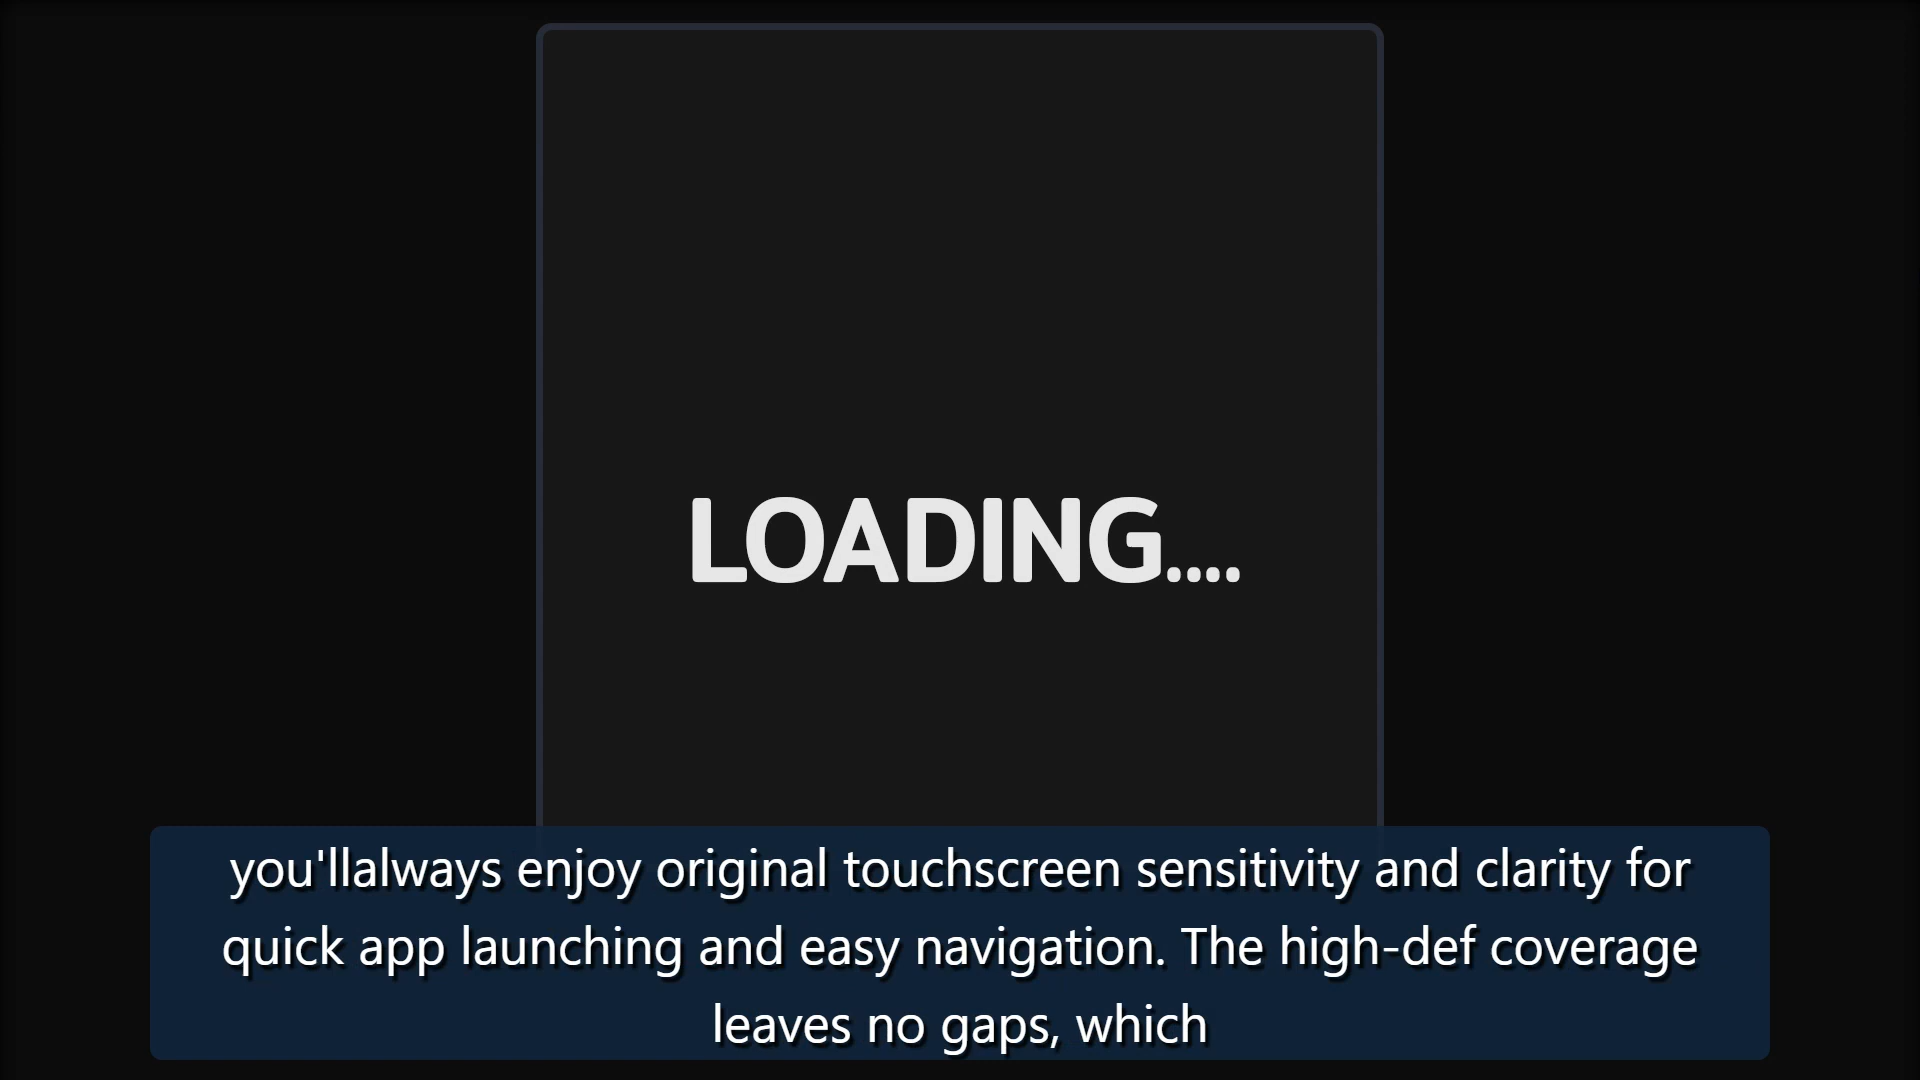 LOADING....
you'llalways enjoy original touchscreen sensitivity and clarity for
quick app launching and easy navigation. The high-def coverage
leaves no gaps, which